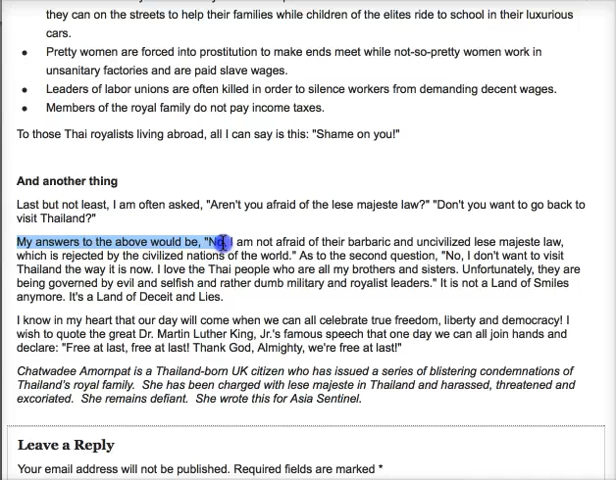 they can on the streets to help their families while children of the elites ride to school in their luxurious
cars.
• Pretty women are forced into prostitution to make ends meet while not-so-pretty women work in
unsanitary factories and are paid slave wages.
• Leaders of labor unions are often killed in order to silence workers from demanding decent wages.
• Members of the royal family do not pay income taxes.
To those Thai royalists living abroad, all I can say is this: "Shame on you!"
And another thing
Last but not least, I am often asked, "Aren't you afraid of the lese majeste law?" "Don't you want to go back to
visit Thailand?"
My answers to the above would be, "No, I am not afraid of their barbaric and uncivilized lese majeste law,
which is rejected by the civilized nations of the world." As to the second question, "No, I don't want to visit
Thailand the way it is now. I love the Thai people who are all my brothers and sisters. Unfortunately, they are
being governed by evil and selfish and rather dumb military and royalist leaders." It is not a Land of Smiles
anymore. It's a Land of Deceit and Lies.
I know in my heart that our day will come when we can all celebrate true freedom, liberty and democracy! I
wish to quote the great Dr. Martin Luther King, Jr.'s famous speech that one day we can all join hands and
declare: "Free at last, free at last! Thank God, Almighty, we're free at last!"
Chatwadee Amornpat is a Thailand-born UK citizen who has issued a series of blistering condemnations of
Thailand's royal family. She has been charged with lese majeste in Thailand and harassed, threatened and
excoriated. She remains defiant. She wrote this for Asia Sentinel.
Leave a Reply
Your email address will not be published. Required fields are marked *